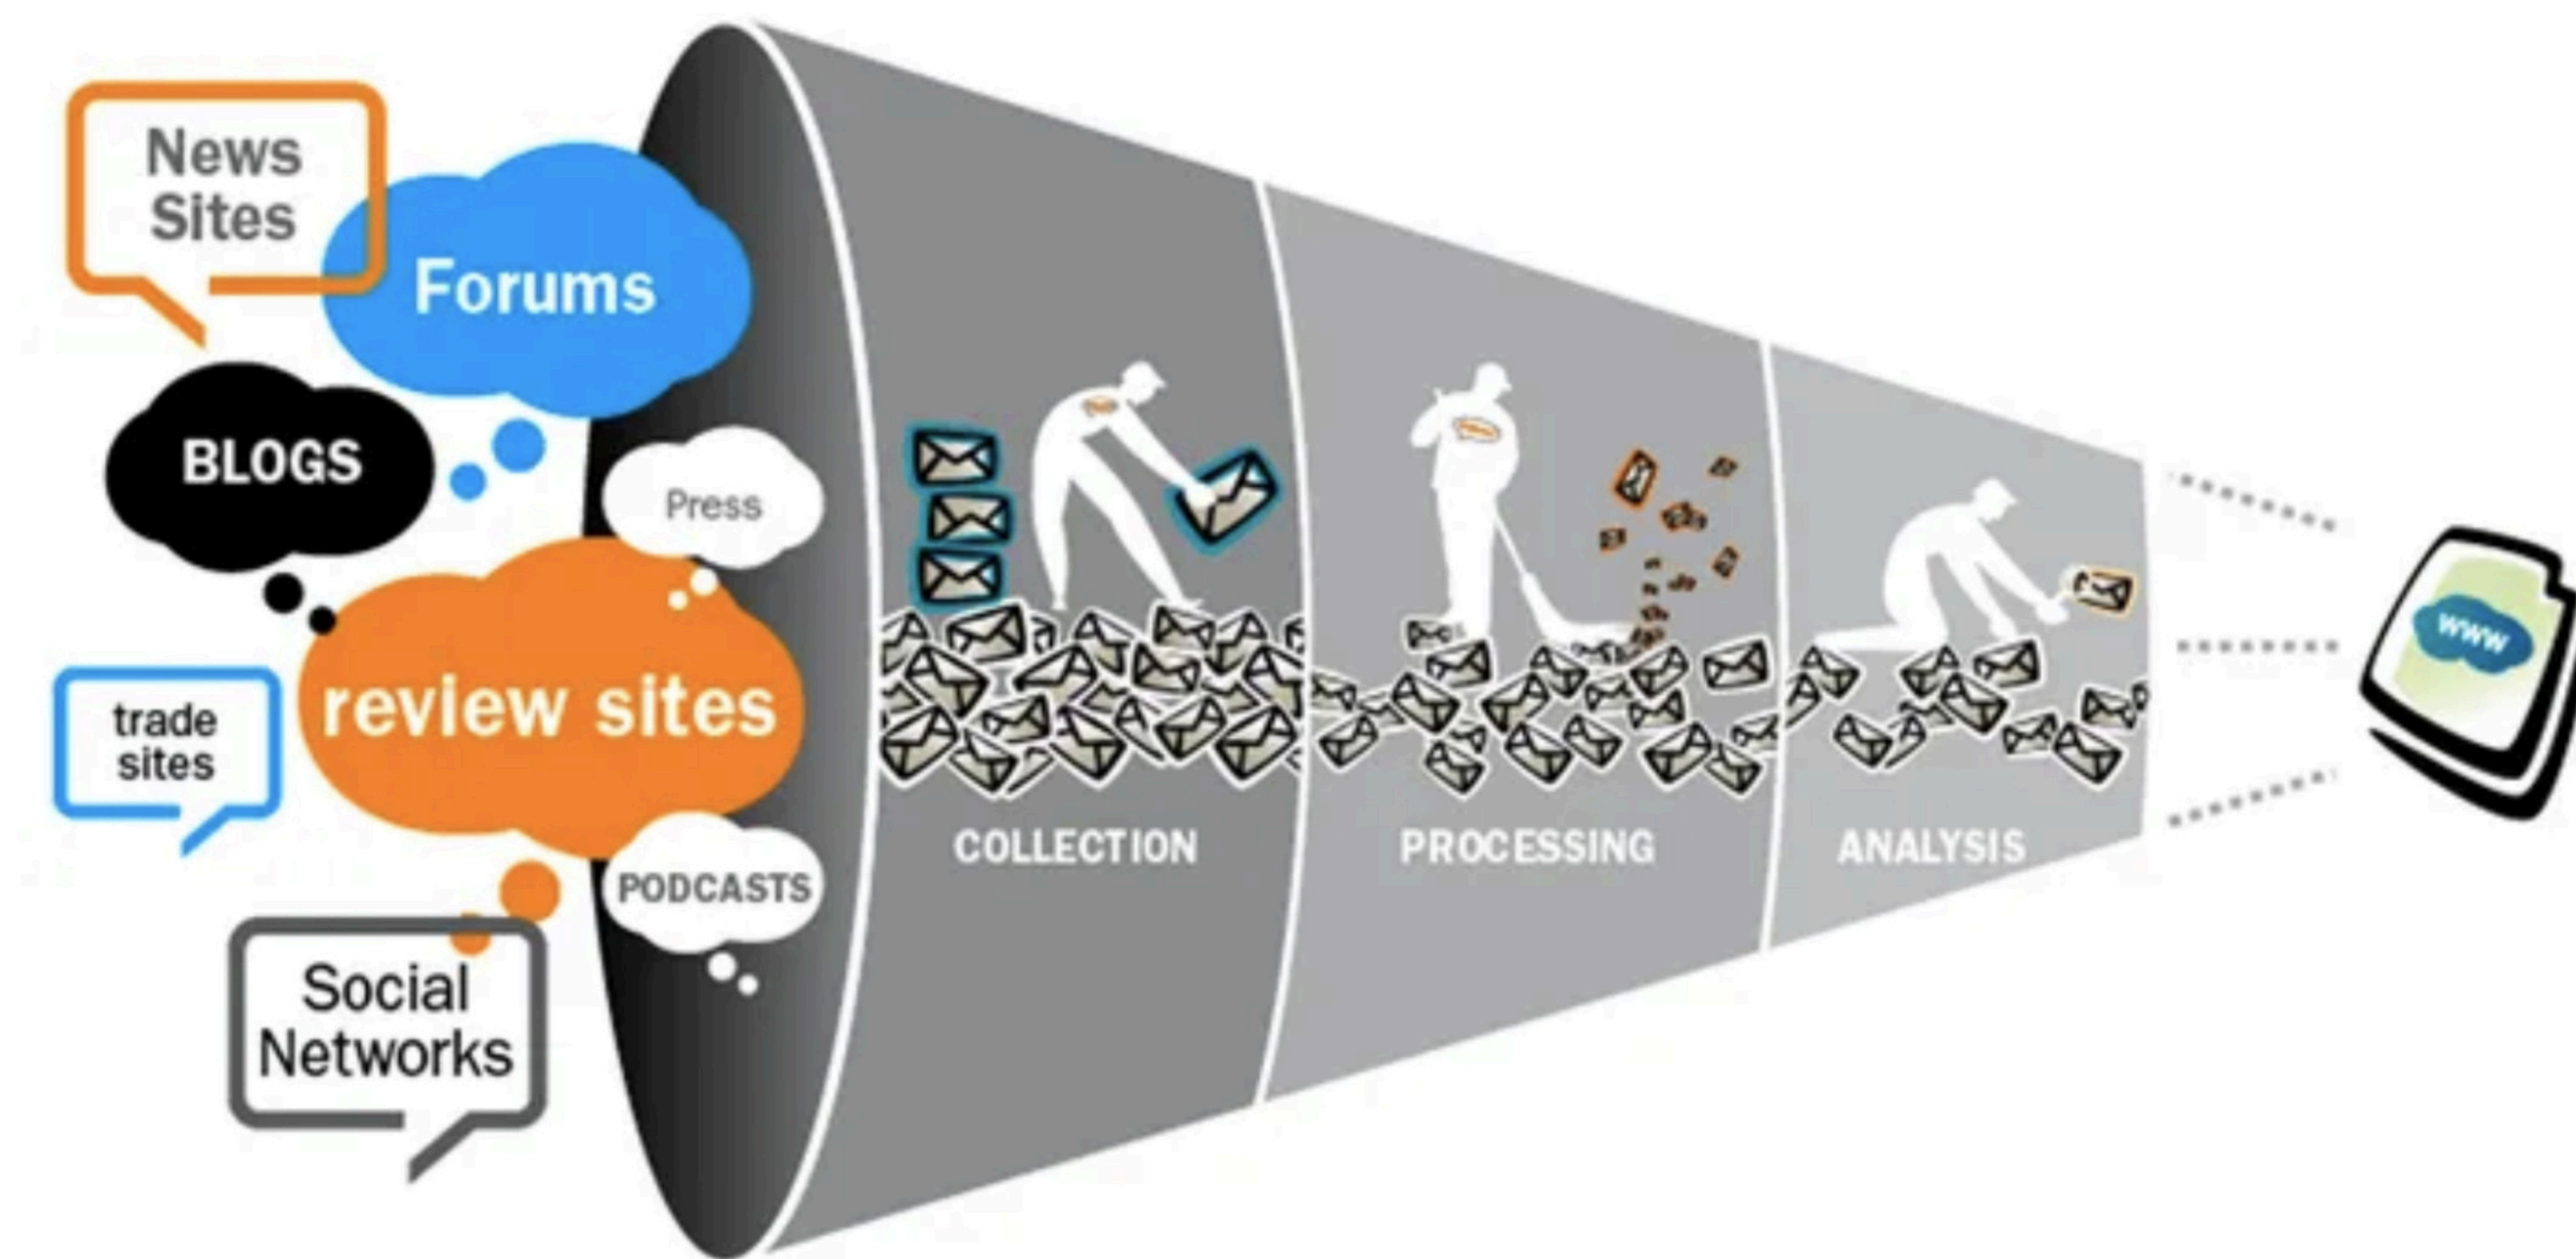 News
Sites
Forums
BLOGS
Press
review sites
trade
sites
PODCASTS
Social
Networks
COLLECTION
PROCESSING
ANALYSIS
www